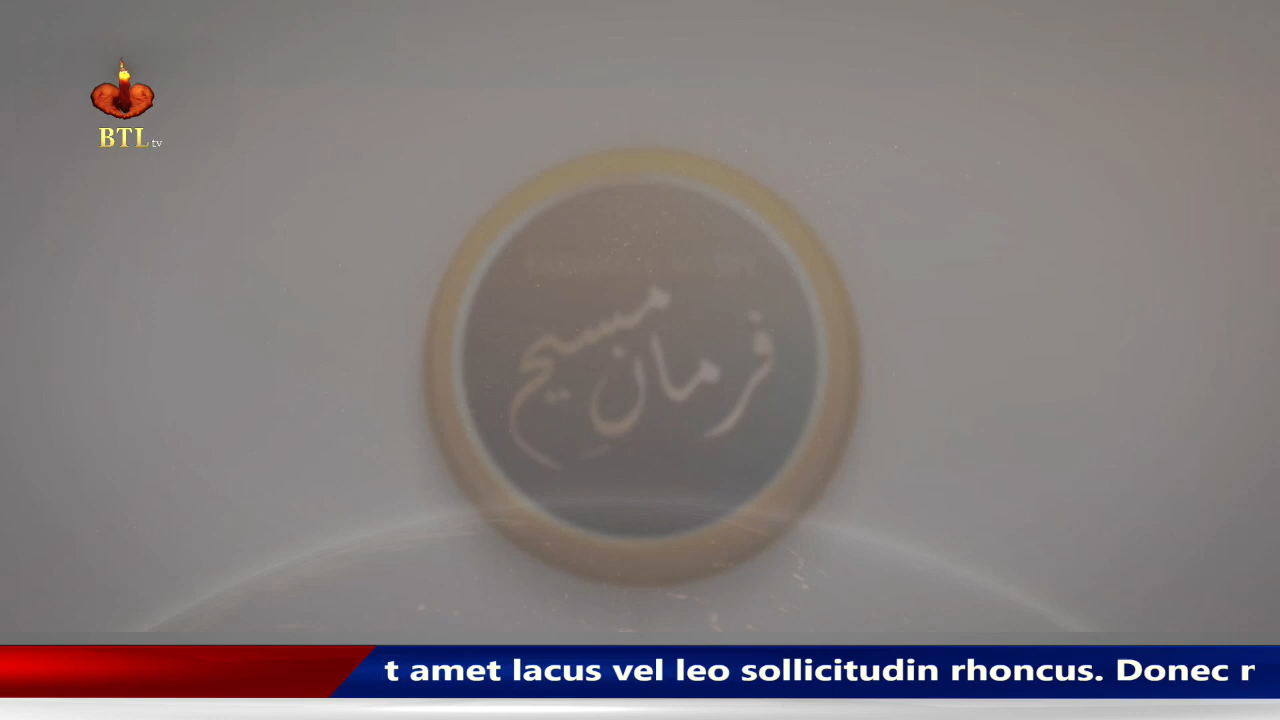 BTL tv
فرمان مسیح
t amet lacus vel leo sollicitudin rhoncus. Donec r